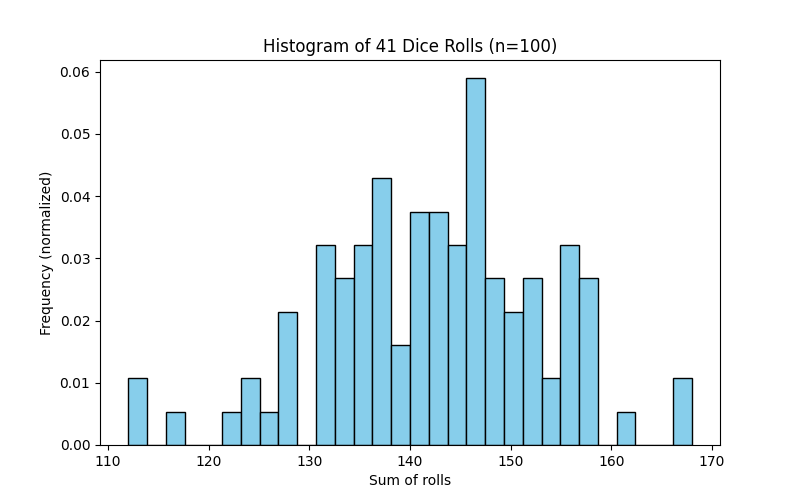 Histogram of 41 Dice Rolls (n=100)
Frequency (normalized)
0.06
0.05
0.04
0.03
0.02
0.01
0.00
110 120 130 140 150 160 170
Sum of rolls